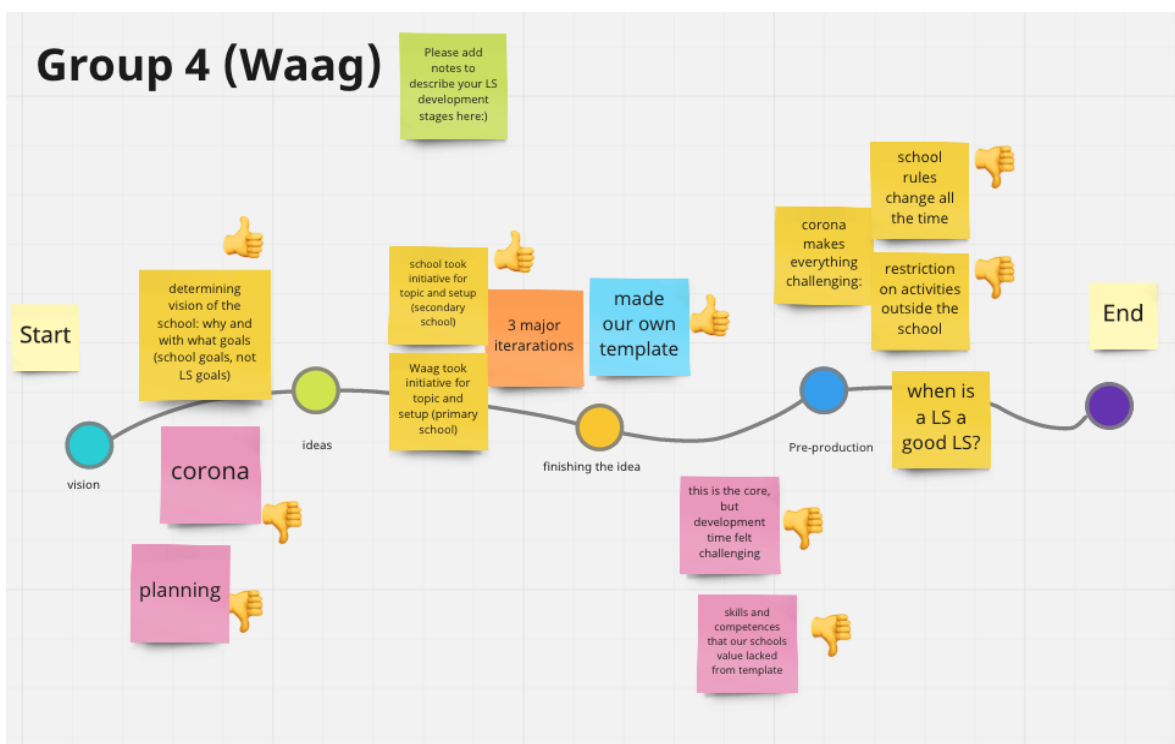 Group 4 (Waag)
Please add
notes to
describe your LS
development
stages here:)
Start
determining
vision of the
school: why and
with what goals
(school goals, not
LS goals)
vision
corona
planning
ideas
school took
initiative for
topic and setup
(secondary
school)
Waag took
initiative for
topic and
setup (primary
school)
3 major
iterarations
made
our own
template
finishing the idea
this is the core,
but
development
time felt
challenging
skills and
competences
that our schools
value lacked
from template
Pre-production
corona
makes
everything
challenging:
school
rules
change all
the time
restriction
on activities
outside the
school
when is
a LS a
good LS?
End